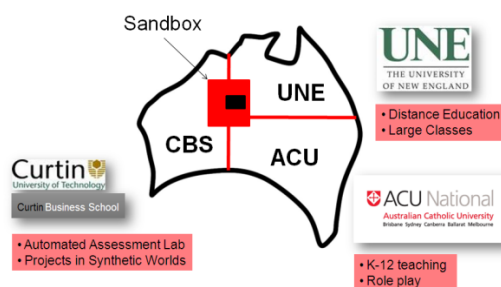 Sandbox
UNE
CBS
ACU
UNE
THE UNIVERSITY
OF NEW ENGLAND
• Distance Education
• Large Classes
Curtin
University of Technology
Curtin Business School
• Automated Assessment Lab
• Projects in Synthetic Worlds
ACU National
Australian Catholic University
Brisbane Sydney Canberra Ballarat Melbourne
• K-12 teaching
• Role play